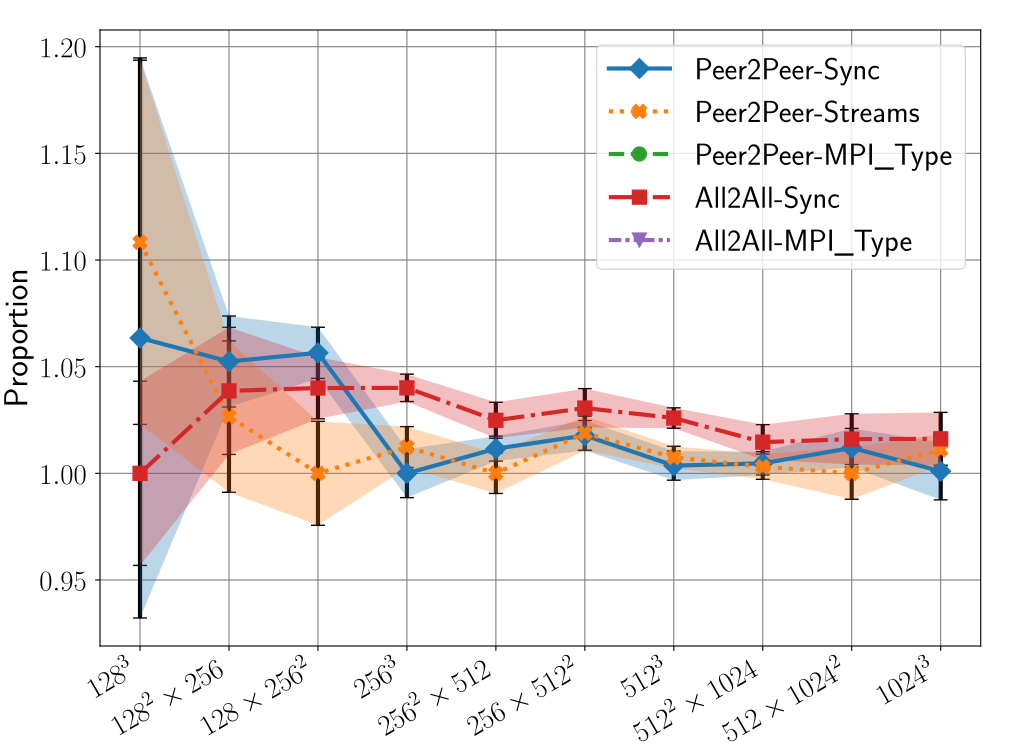 1.20
1.15
1.10
1.05
1.00
0.95
Proportion
Peer2Peer-Sync
Peer2Peer-Streams
Peer2Peer-MPI_Type
All2All-Sync
All2All-MPI_Type
128³
128² × 256
128 × 256²
256³
256² × 512
256 × 512²
512³
512² × 1024
512 × 1024²
1024³